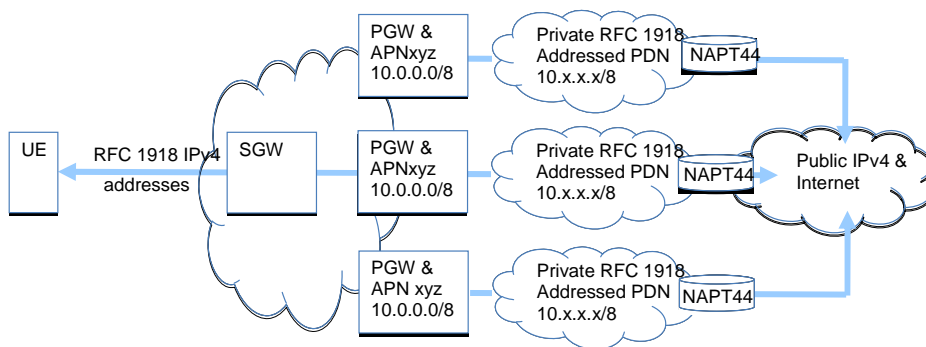 PGW &
APNxyz
10.0.0.0/8
Private RFC 1918
Addressed PDN
10.x.x.x/8
NAPT44
UE
RFC 1918 IPv4
addresses
SGW
PGW &
APNxyz
10.0.0.0/8
Private RFC 1918
Addressed PDN
10.x.x.x/8
NAPT44
Public IPv4 &
Internet
PGW &
APN xyz
10.0.0.0/8
Private RFC 1918
Addressed PDN
10.x.x.x/8
NAPT44